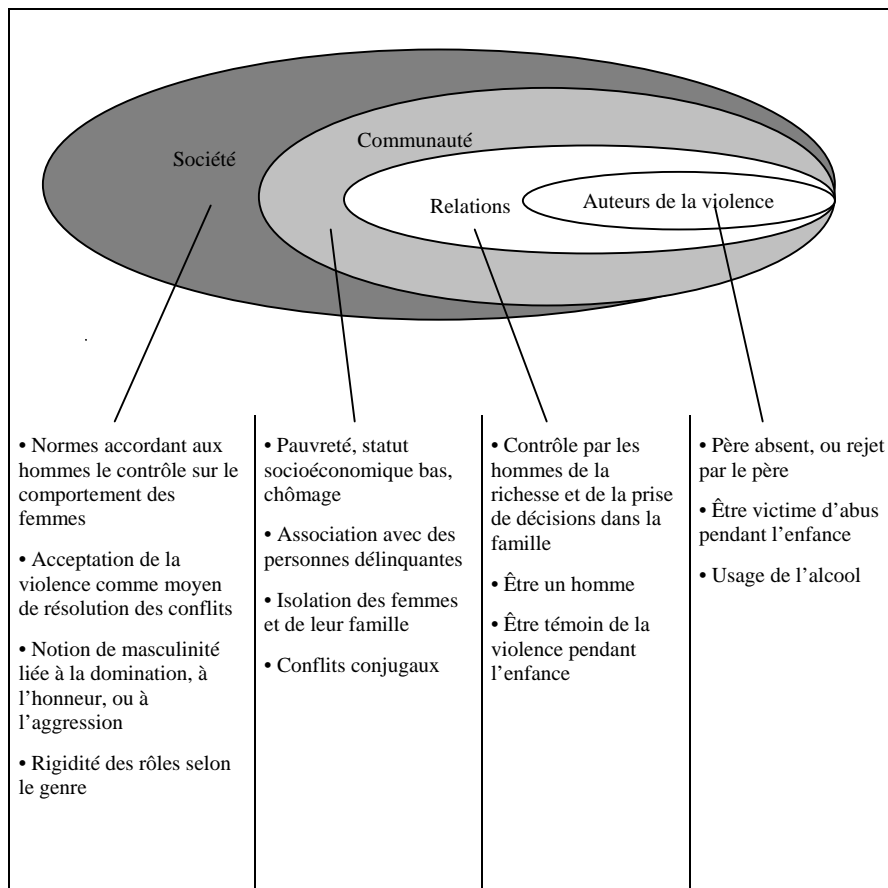 Société
Communauté
Relations
Auteurs de la violence
• Normes accordant aux
hommes le contrôle sur le
comportement des
femmes
• Acceptation de la
violence comme moyen
de résolution des conflits
• Notion de masculinité
liée à la domination, à
l’honneur, ou à
l’aggression
• Rigidité des rôles selon
le genre
• Pauvreté, statut
socioéconomique bas,
chômage
• Association avec des
personnes délinquantes
• Isolation des femmes
et de leur famille
• Conflits conjugaux
• Contrôle par les
hommes de la
richesse et de la prise
de décisions dans la
famille
• Être un homme
• Être témoin de la
violence pendant
l’enfance
• Père absent, ou rejet
par le père
• Être victime d’abus
pendant l’enfance
• Usage de l’alcool